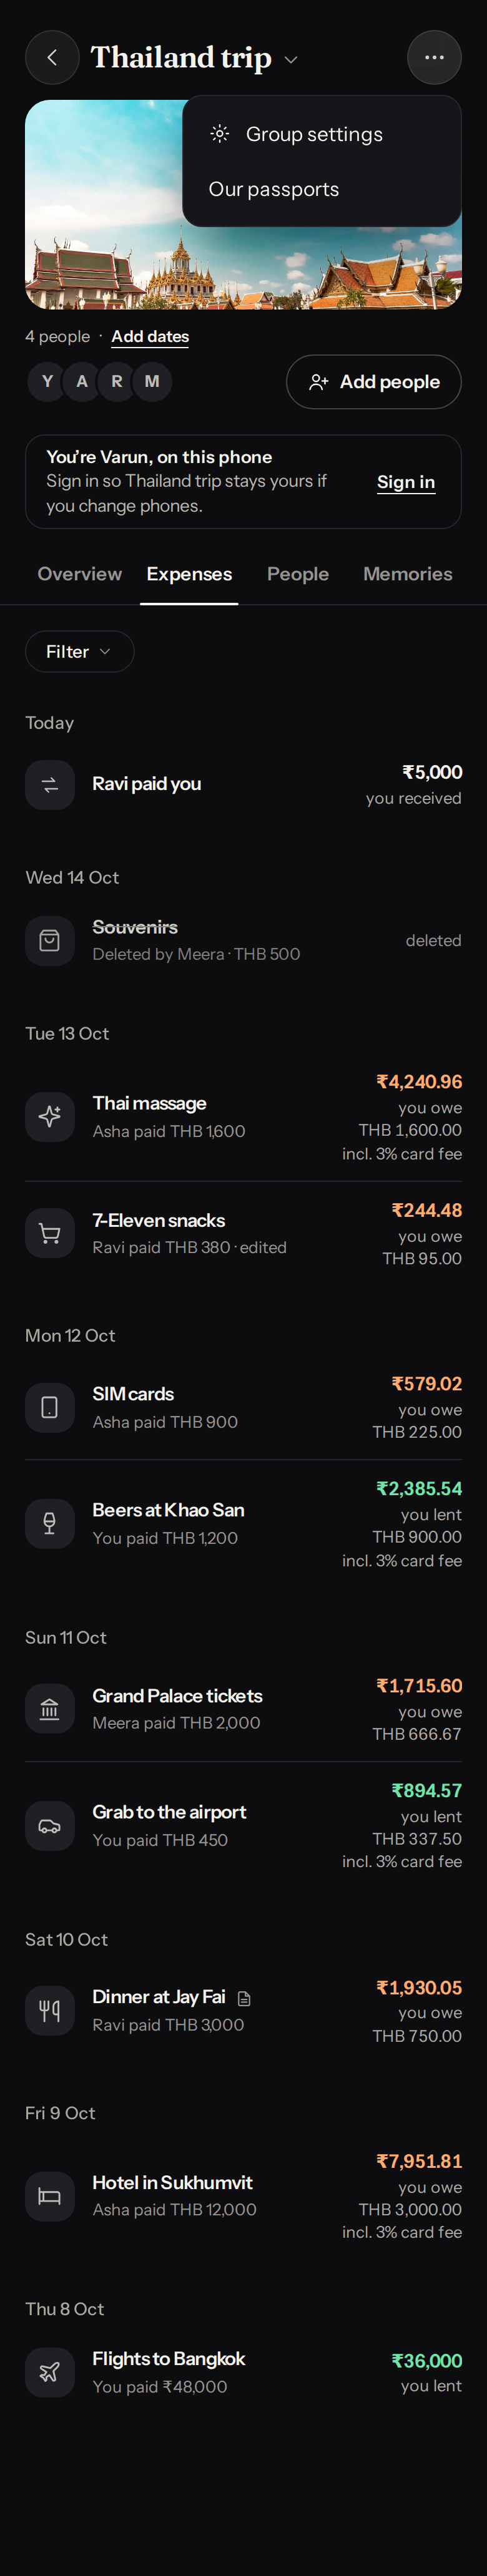 Thailand trip
Group settings
Our passports
4 people · Add dates
Y A R M
Add people
You're Varun, on this phone
Sign in so Thailand trip stays yours if
you change phones.
Sign in
Overview Expenses People Memories
Filter
Today
Ravi paid you
₹5,000
you received
Wed 14 Oct
Souvenirs
Deleted by Meera · THB 500
deleted
Tue 13 Oct
Thai massage
Asha paid THB 1,600
₹4,240.96
you owe
THB 1,600.00
incl. 3% card fee
7-Eleven snacks
Ravi paid THB 380 · edited
₹244.48
you owe
THB 95.00
Mon 12 Oct
SIM cards
Asha paid THB 900
₹579.02
you owe
THB 225.00
Beers at Khao San
You paid THB 1,200
₹2,385.54
you lent
THB 900.00
incl. 3% card fee
Sun 11 Oct
Grand Palace tickets
Meera paid THB 2,000
₹1,715.60
you owe
THB 666.67
Grab to the airport
You paid THB 450
₹894.57
you lent
THB 337.50
incl. 3% card fee
Sat 10 Oct
Dinner at Jay Fai
Ravi paid THB 3,000
₹1,930.05
you owe
THB 750.00
Fri 9 Oct
Hotel in Sukhumvit
Asha paid THB 12,000
₹7,951.81
you owe
THB 3,000.00
incl. 3% card fee
Thu 8 Oct
Flights to Bangkok
You paid ₹48,000
₹36,000
you lent